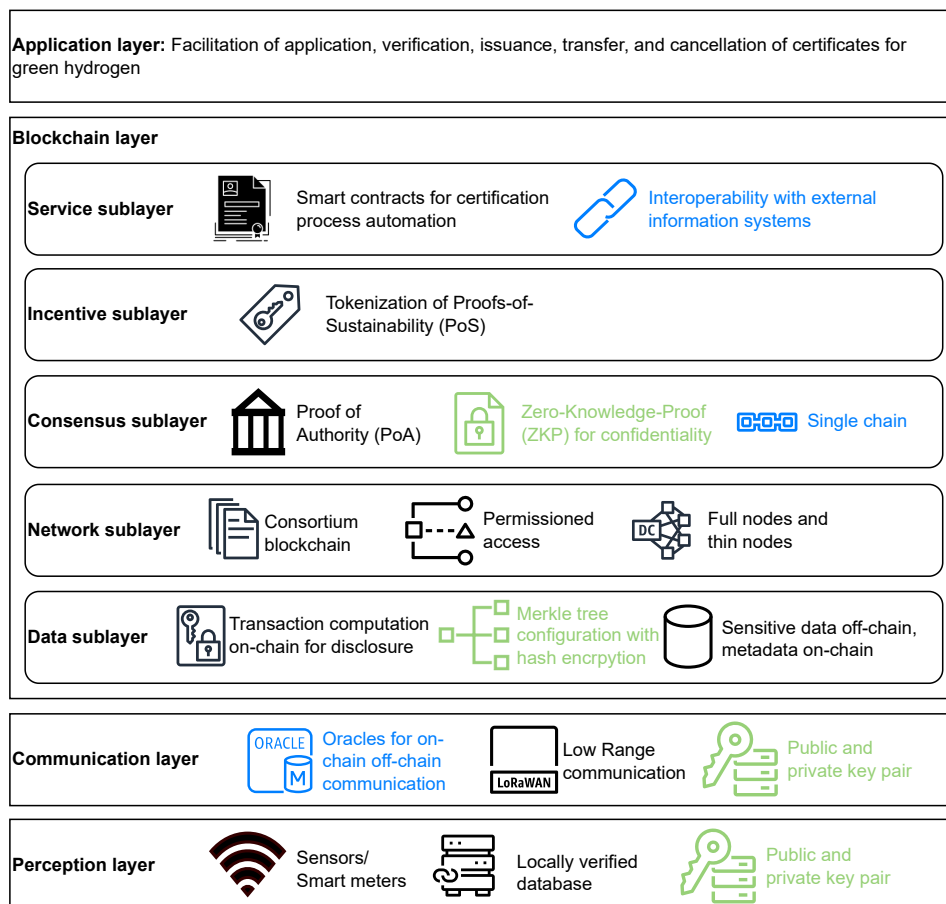 Application layer: Facilitation of application, verification, issuance, transfer, and cancellation of certificates for
green hydrogen
Blockchain layer
Service sublayer
Smart contracts for certification
process automation
Interoperability with external
information systems
Incentive sublayer
Tokenization of Proofs-of-
Sustainability (PoS)
Consensus sublayer
Proof of
Authority (PoA)
Zero-Knowledge-Proof
(ZKP) for confidentiality
Single chain
Network sublayer
Consortium
blockchain
Permissioned
access
DC
Full nodes and
thin nodes
Data sublayer
Transaction computation
on-chain for disclosure
Merkle tree
configuration with
hash encrpytion
Sensitive data off-chain,
metadata on-chain
Communication layer
ORACLE
M
Oracles for on-
chain off-chain
communication
LoRaWAN
Low Range
communication
Public and
private key pair
Perception layer
Sensors/
Smart meters
Locally verified
database
Public and
private key pair